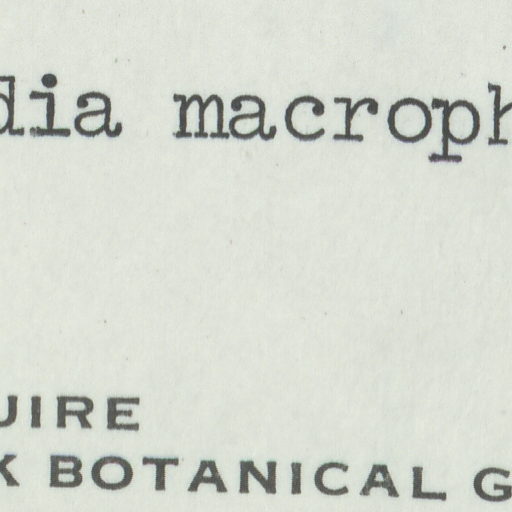 dia macroph
UIRE
K BOTANICAL G